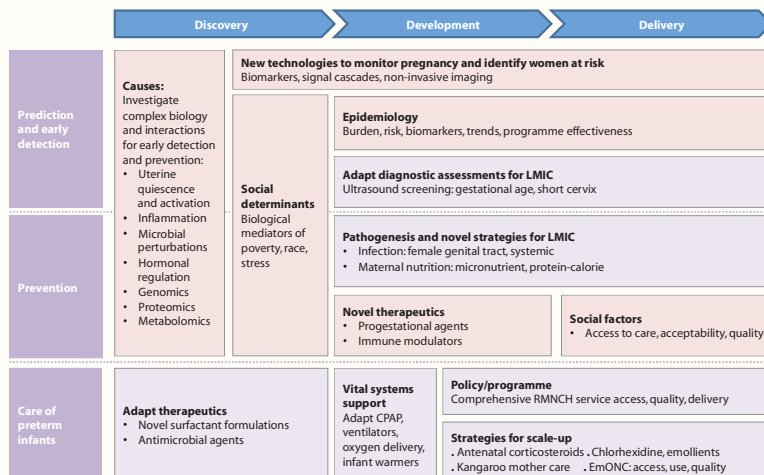 Discovery
Development
Delivery
Prediction
and early
detection
Causes:
Investigate
complex biology
and interactions
for early detection
and prevention:
• Uterine
quiescence
and activation
• Inflammation
• Microbial
perturbations
• Hormonal
regulation
• Genomics
• Proteomics
• Metabolomics
New technologies to monitor pregnancy and identify women at risk
Biomarkers, signal cascades, non-invasive imaging
Social
determinants
Biological
mediators of
poverty, race,
stress
Epidemiology
Burden, risk, biomarkers, trends, programme effectiveness
Adapt diagnostic assessments for LMIC
Ultrasound screening: gestational age, short cervix
Prevention
Pathogenesis and novel strategies for LMIC
• Infection: female genital tract, systemic
• Maternal nutrition: micronutrient, protein-calorie
Novel therapeutics
• Progestational agents
• Immune modulators
Social factors
• Access to care, acceptability, quality
Care of
preterm
infants
Adapt therapeutics
• Novel surfactant formulations
• Antimicrobial agents
Vital systems
support
Adapt CPAP,
ventilators,
oxygen delivery,
infant warmers
Policy/programme
Comprehensive RMNCH service access, quality, delivery
Strategies for scale-up
. Antenatal corticosteroids . Chlorhexidine, emollients
. Kangaroo mother care . EmONC: access, use, quality